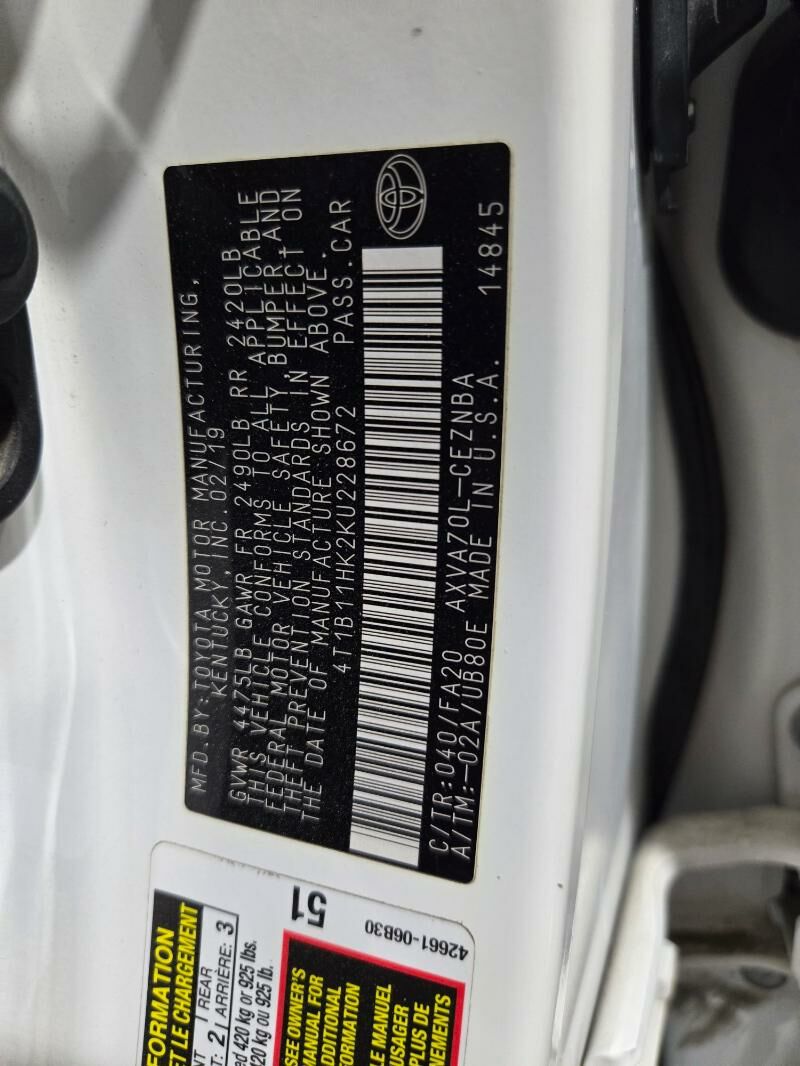 MFD.BY:TOYOTA MOTOR MANUFACTURING,
KENTUCKY, INC 02/19
GVWR 4475LB GAWR FR 2490LB RR 2420LB
THIS VEHICLE CONFORMS TO ALL APPLICABLE
FEDERAL MOTOR VEHICLE SAFETY, BUMPER AND
THEFT PREVENTION STANDARDS IN EFFECT ON
THE DATE OF MANUFACTURE SHOWN ABOVE.
4T1B11HK2KU228672 PASS.CAR
C/TR:040/FA20 AXVA70L-CEZNBA
A/TM:-02A/UB80E MADE IN U.S.A. 14845
51
42661-06B30
FORMATION
ET LE CHARGEMENT
REAR
2 ARRIÈRE: 3
420 kg or 925 lbs.
420 kg ou 925 lb.
SEE OWNER'S
MANUAL FOR
LE MANUEL
PLUS DE